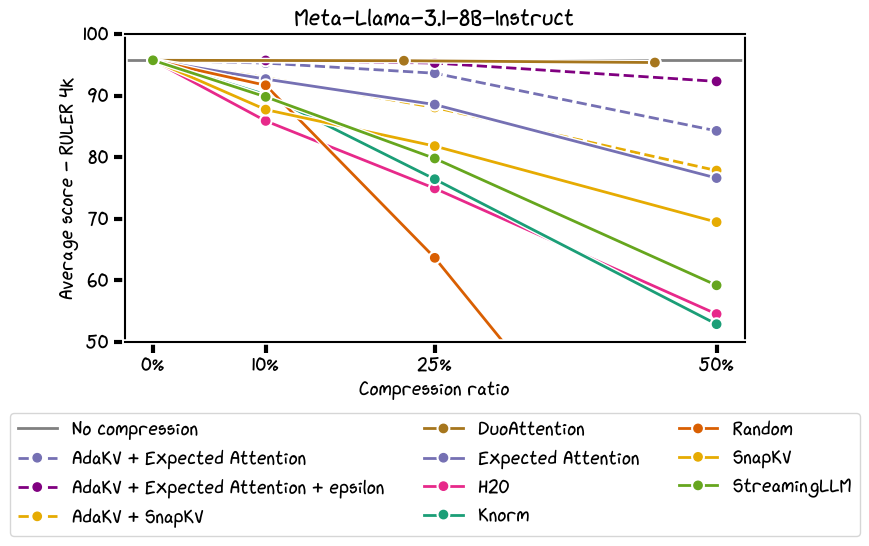 Meta-Llama-3.1-8B-Instruct
100
90
80
70
60
50
Average score - RULER 4k
0%
10%
25%
50%
Compression ratio
No compression
AdaKV + Expected Attention
AdaKV + Expected Attention + epsilon
AdaKV + SnapKV
DuoAttention
Expected Attention
H2O
Knorm
Random
SnapKV
StreamingLLM